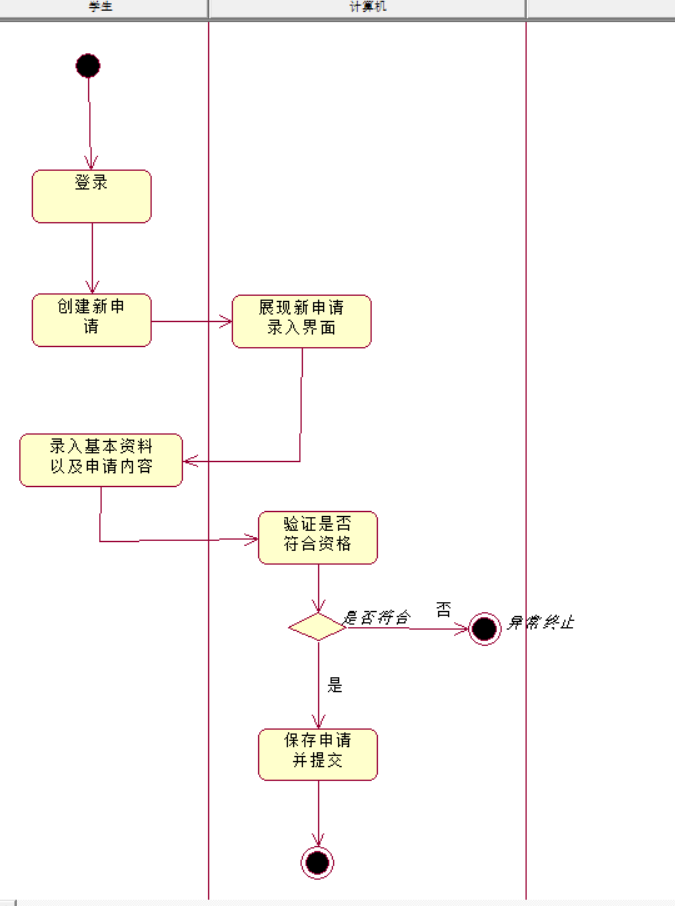 学生
计算机
登录
创建新申
请
展现新申请
录入界面
录入基本资料
以及申请内容
验证是否
符合资格
是否符合
否
异常终止
是
保存申请
并提交